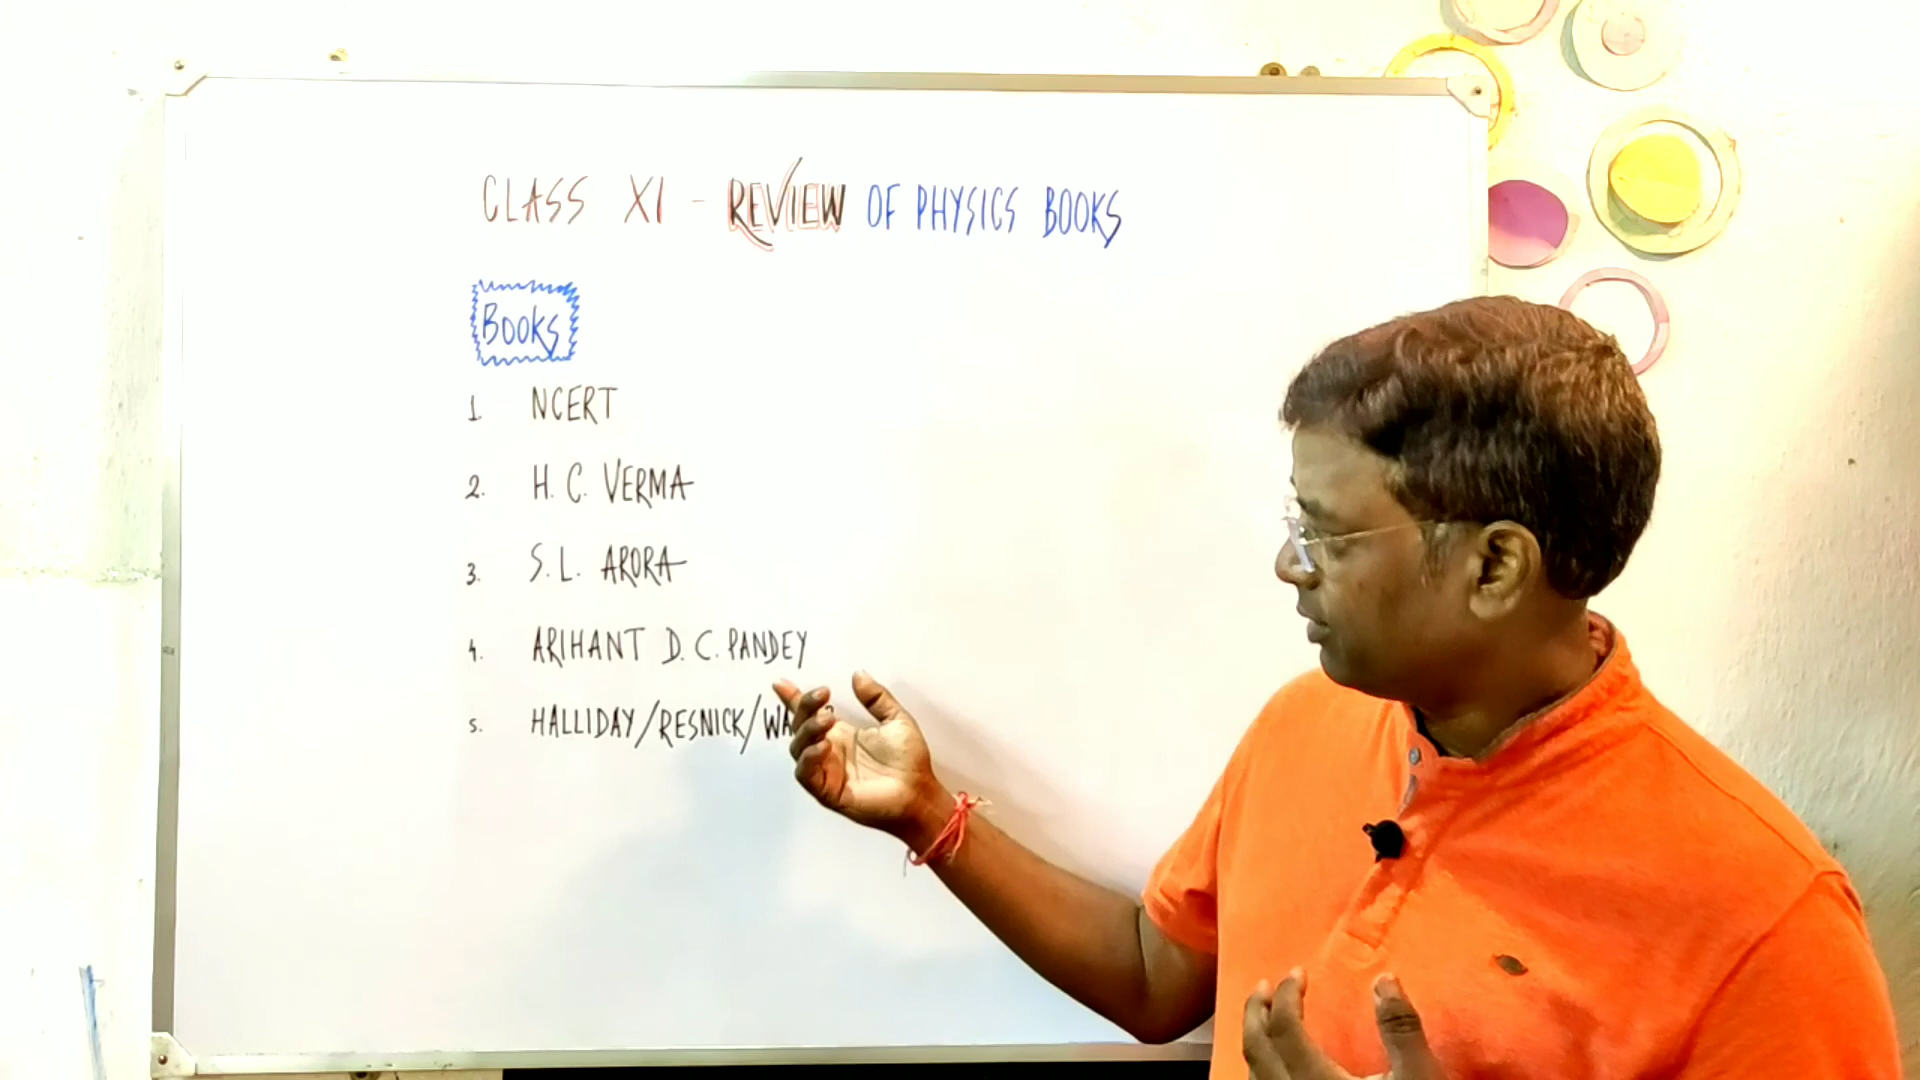 CLASS XI - REVIEW OF PHYSICS BOOKS
BOOKS
1. NCERT
2. H. C. VERMA
3. S. L. ARORA
4. ARIHANT D. C. PANDEY
5. HALLIDAY/RESNICK/